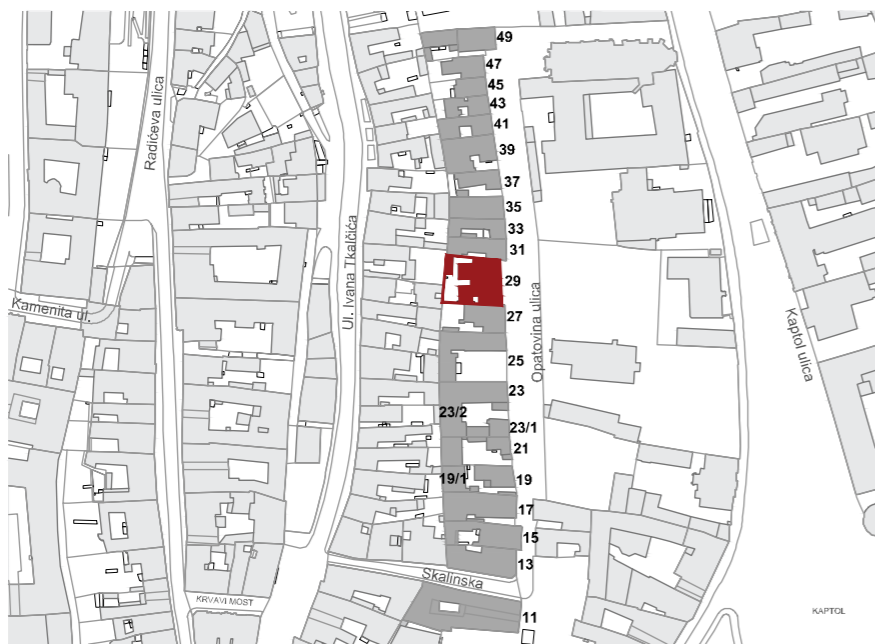 49
47
45
43
41
39
37
35
33
31
29
27
25
23
23/2
23/1
21
19
19/1
17
15
13
11
Radićeva ulica
Kamenita ul.
Ul. Ivana Tkalčića
Opatovina ulica
Kaptol ulica
Skalinska
KRVAVI MOST
KAPTOL